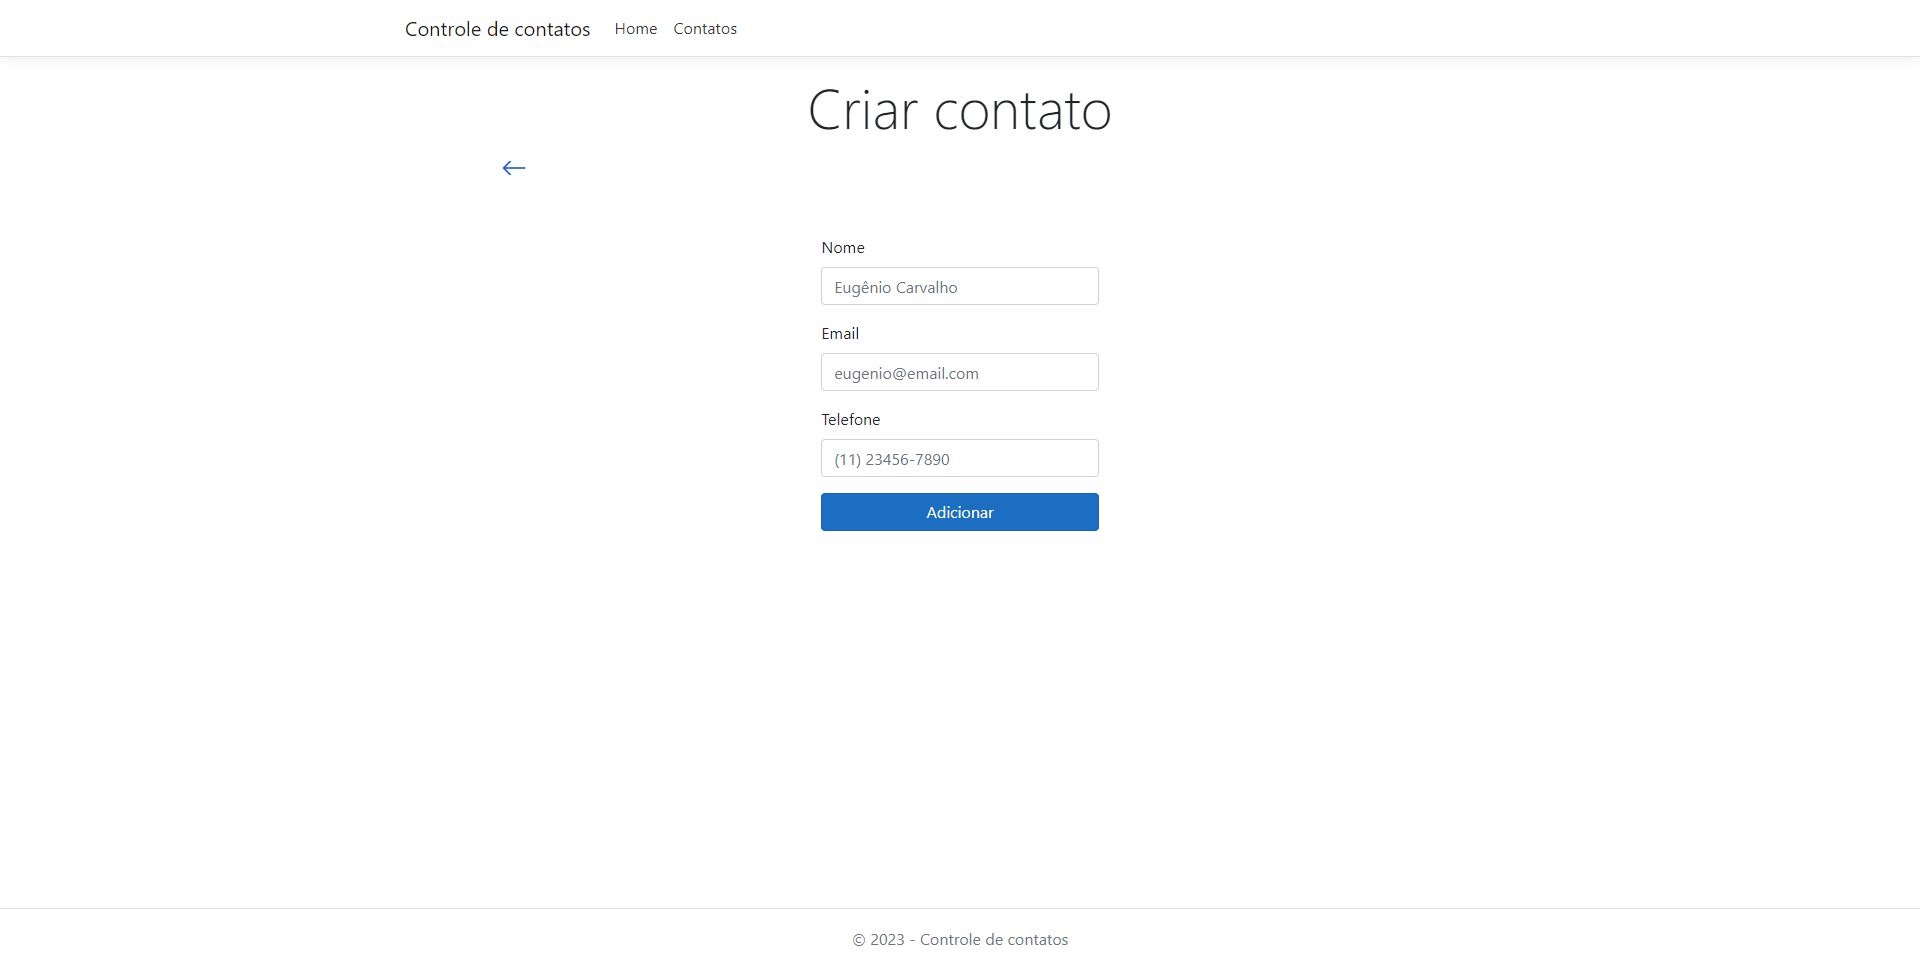 Controle de contatos Home Contatos
Criar contato
Nome
Eugênio Carvalho
Email
eugenio@email.com
Telefone
(11) 23456-7890
Adicionar
© 2023 - Controle de contatos